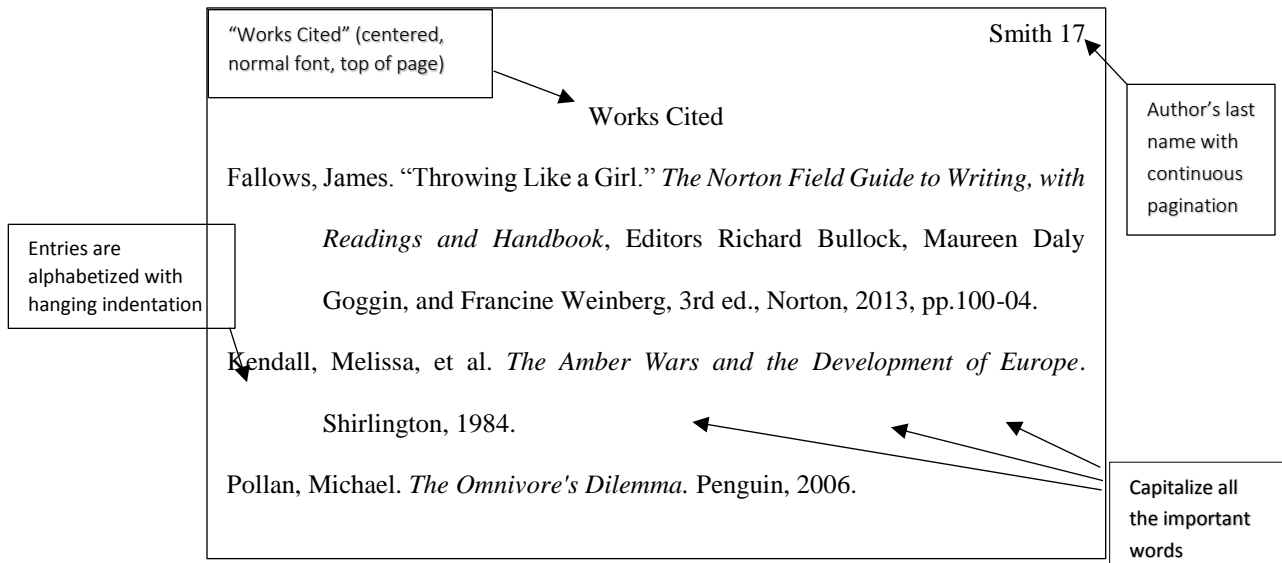 “Works Cited” (centered,
normal font, top of page)
Smith 17
Works Cited
Author’s last
name with
continuous
pagination
Fallows, James. “Throwing Like a Girl.” The Norton Field Guide to Writing, with
Readings and Handbook, Editors Richard Bullock, Maureen Daly
Goggin, and Francine Weinberg, 3rd ed., Norton, 2013, pp.100-04.
Entries are
alphabetized with
hanging indentation
Kendall, Melissa, et al. The Amber Wars and the Development of Europe.
Shirlington, 1984.
Pollan, Michael. The Omnivore's Dilemma. Penguin, 2006.
Capitalize all
the important
words